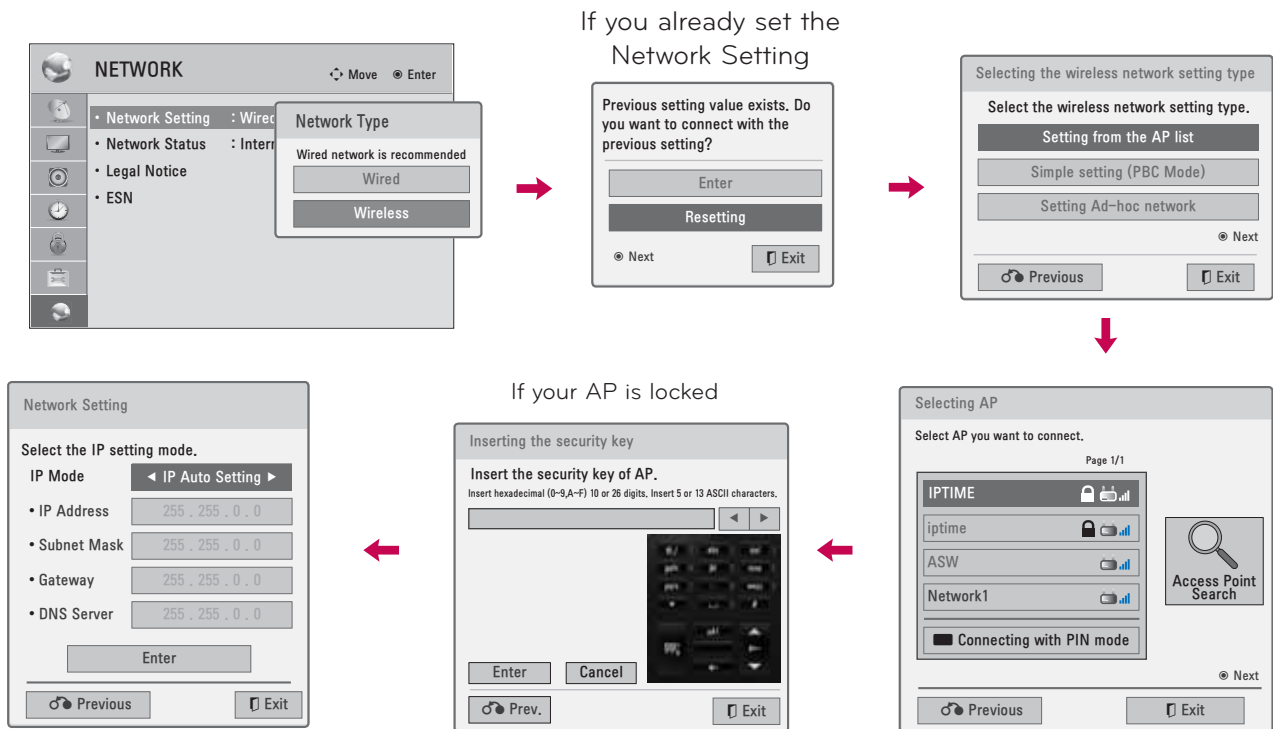 NETWORK
Move
Enter
• Network Setting : Wired
• Network Status : Inter
• Legal Notice
• ESN
Network Type
Wired network is recommended
Wired
Wireless
If you already set the
Network Setting
Previous setting value exists. Do
you want to connect with the
previous setting?
Enter
Resetting
◉ Next
Exit
Selecting the wireless network setting type
Select the wireless network setting type.
Setting from the AP list
Simple setting (PBC Mode)
Setting Ad-hoc network
◉ Next
Previous
Exit
Selecting AP
Select AP you want to connect.
Page 1/1
IPTIME
iptime
ASW
Network1
Connecting with PIN mode
Access Point
Search
◉ Next
Previous
Exit
If your AP is locked
Inserting the security key
Insert the security key of AP.
Insert hexadecimal (0~9,A~F) 10 or 26 digits, Insert 5 or 13 ASCII characters.
◄ ►
Enter
Cancel
Prev.
Exit
Network Setting
Select the IP setting mode.
IP Mode ◄ IP Auto Setting ►
• IP Address 255 . 255 . 0 . 0
• Subnet Mask 255 . 255 . 0 . 0
• Gateway 255 . 255 . 0 . 0
• DNS Server 255 . 255 . 0 . 0
Enter
Previous
Exit